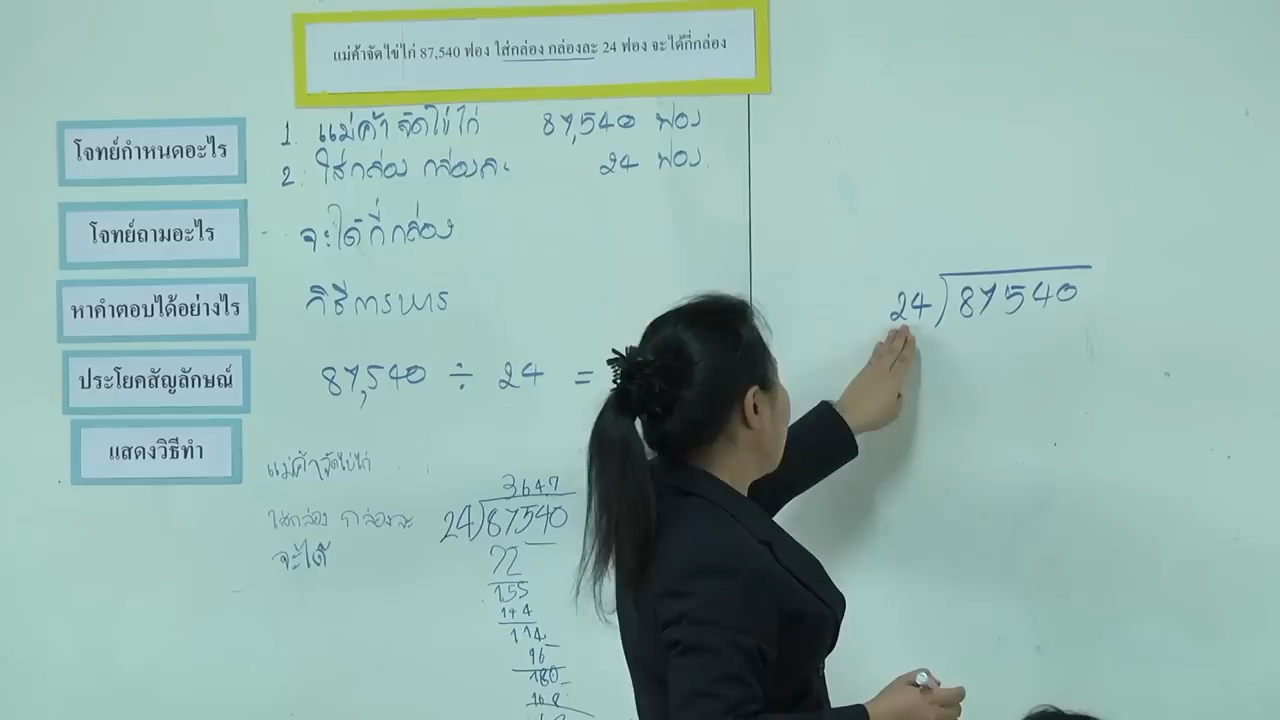 แม่ค้าจัดไข่ไก่ 87,540 ฟอง ใส่กล่อง กล่องละ 24 ฟอง จะได้กี่กล่อง
โจทย์กำหนดอะไร
1. แม่ค้าจัดไข่ไก่ 87,540 ฟอง
2. ใส่กล่อง กล่องละ 24 ฟอง
โจทย์ถามอะไร
จะได้กี่กล่อง
หาคำตอบได้อย่างไร
วิธีการหาร
ประโยคสัญลักษณ์
87,540 ÷ 24 =
แสดงวิธีทำ
แม่ค้าจัดไข่ไก่
ใส่กล่อง กล่องละ
จะได้
3647
24)87540
72
155
144
114
96
180
24)87540